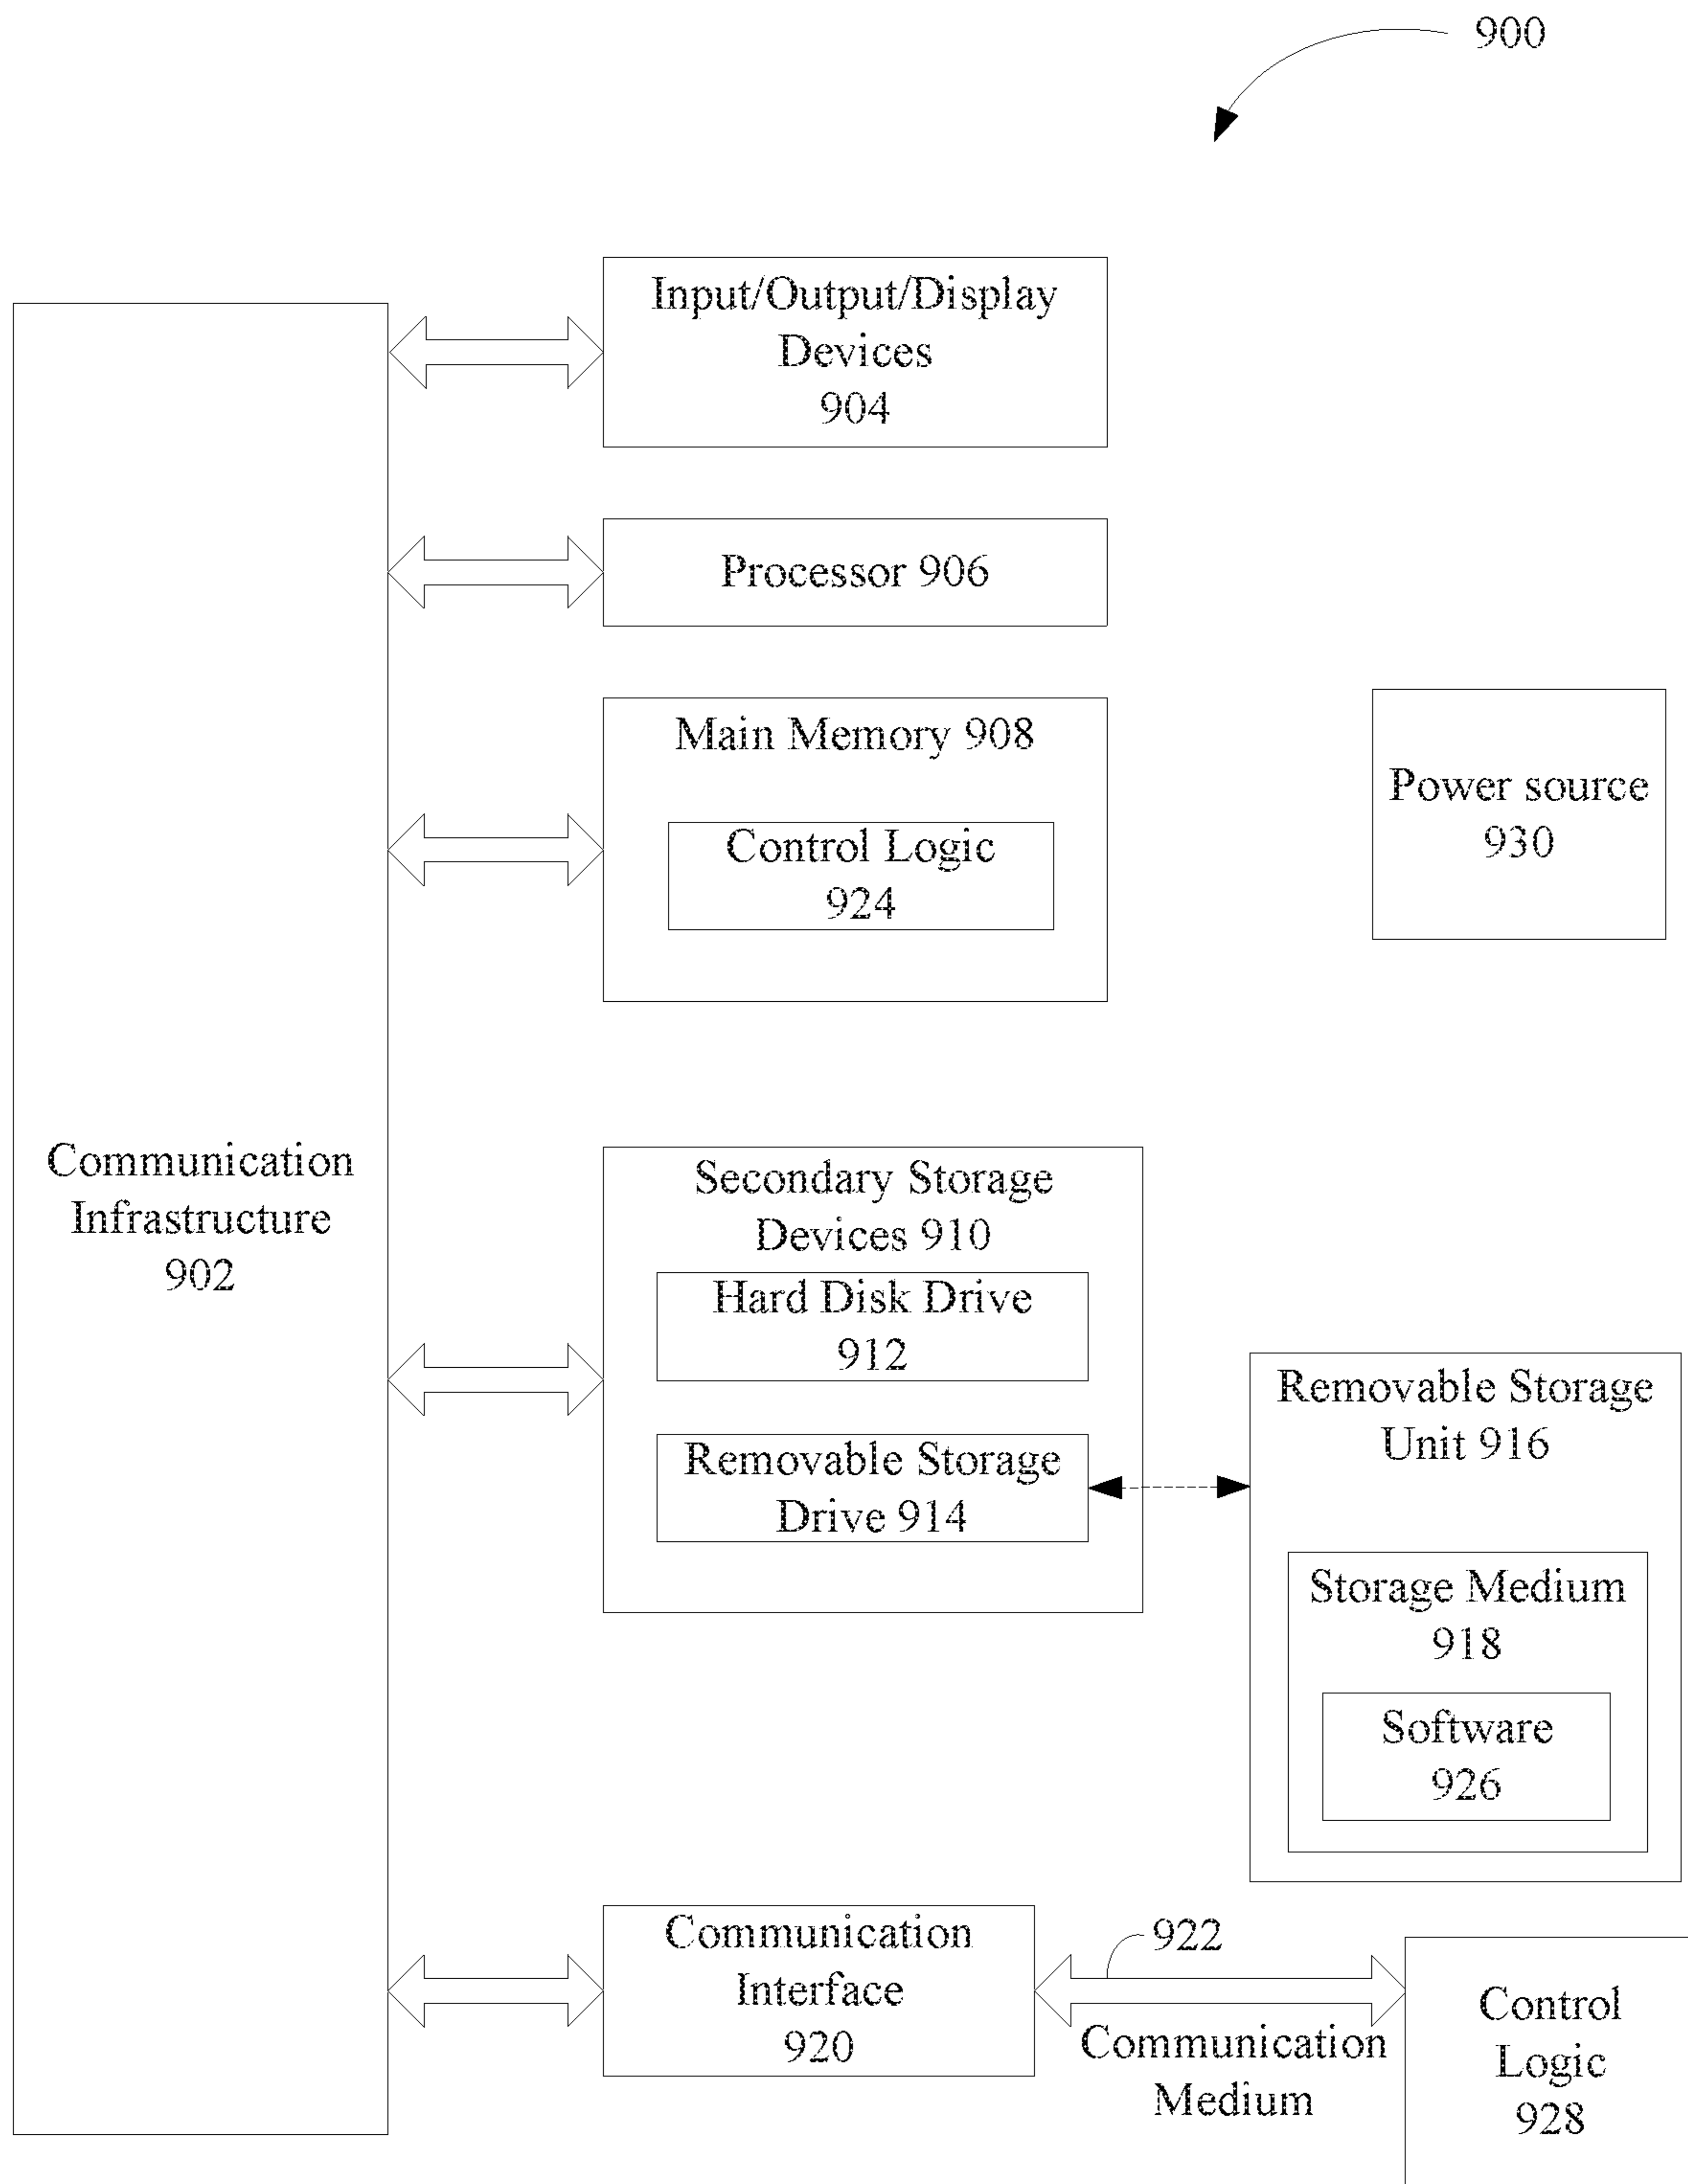 900
Input/Output/Display
Devices
904
Processor 906
Main Memory 908
Control Logic
924
Power source
930
Communication
Infrastructure
902
Secondary Storage
Devices 910
Hard Disk Drive
912
Removable Storage
Drive 914
Removable Storage
Unit 916
Storage Medium
918
Software
926
Communication
Interface
920
922
Communication
Medium
Control
Logic
928